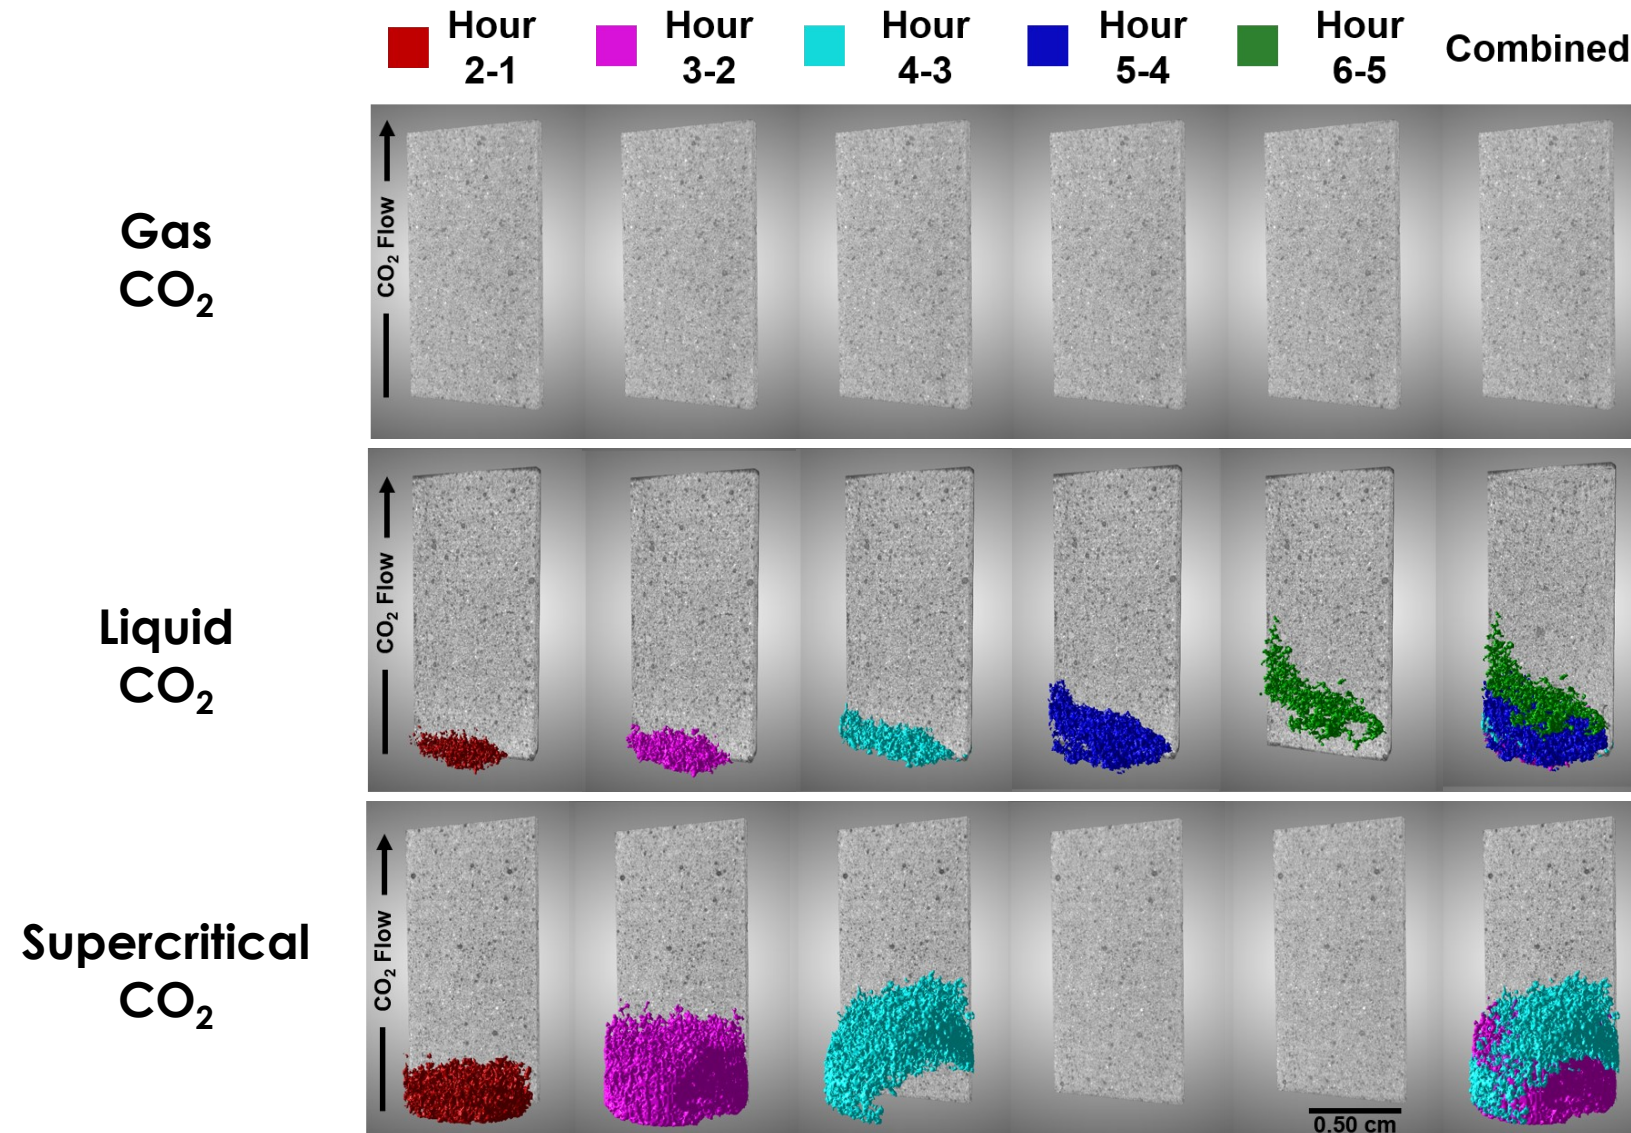 Hour 2-1
Hour 3-2
Hour 4-3
Hour 5-4
Hour 6-5
Combined
Gas
CO₂
CO₂ Flow
Liquid
CO₂
CO₂ Flow
Supercritical
CO₂
CO₂ Flow
0.50 cm